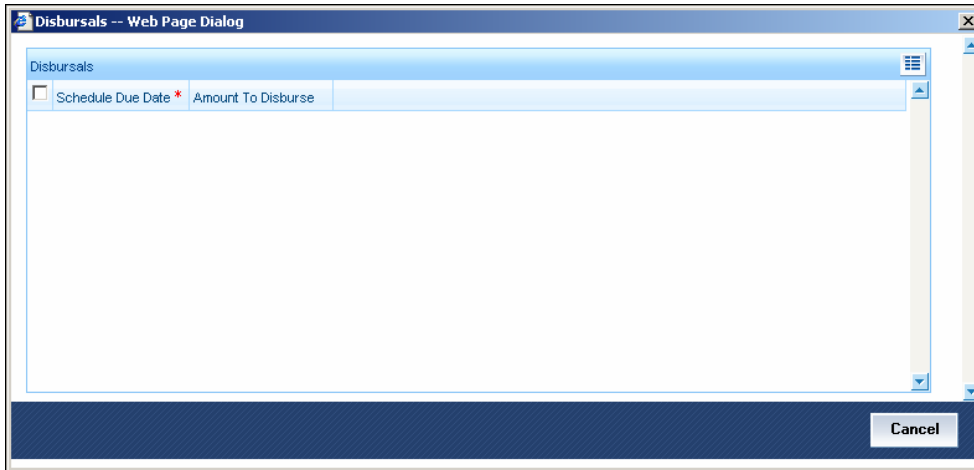 Disbursals -- Web Page Dialog
Disbursals
Schedule Due Date * Amount To Disburse
Cancel